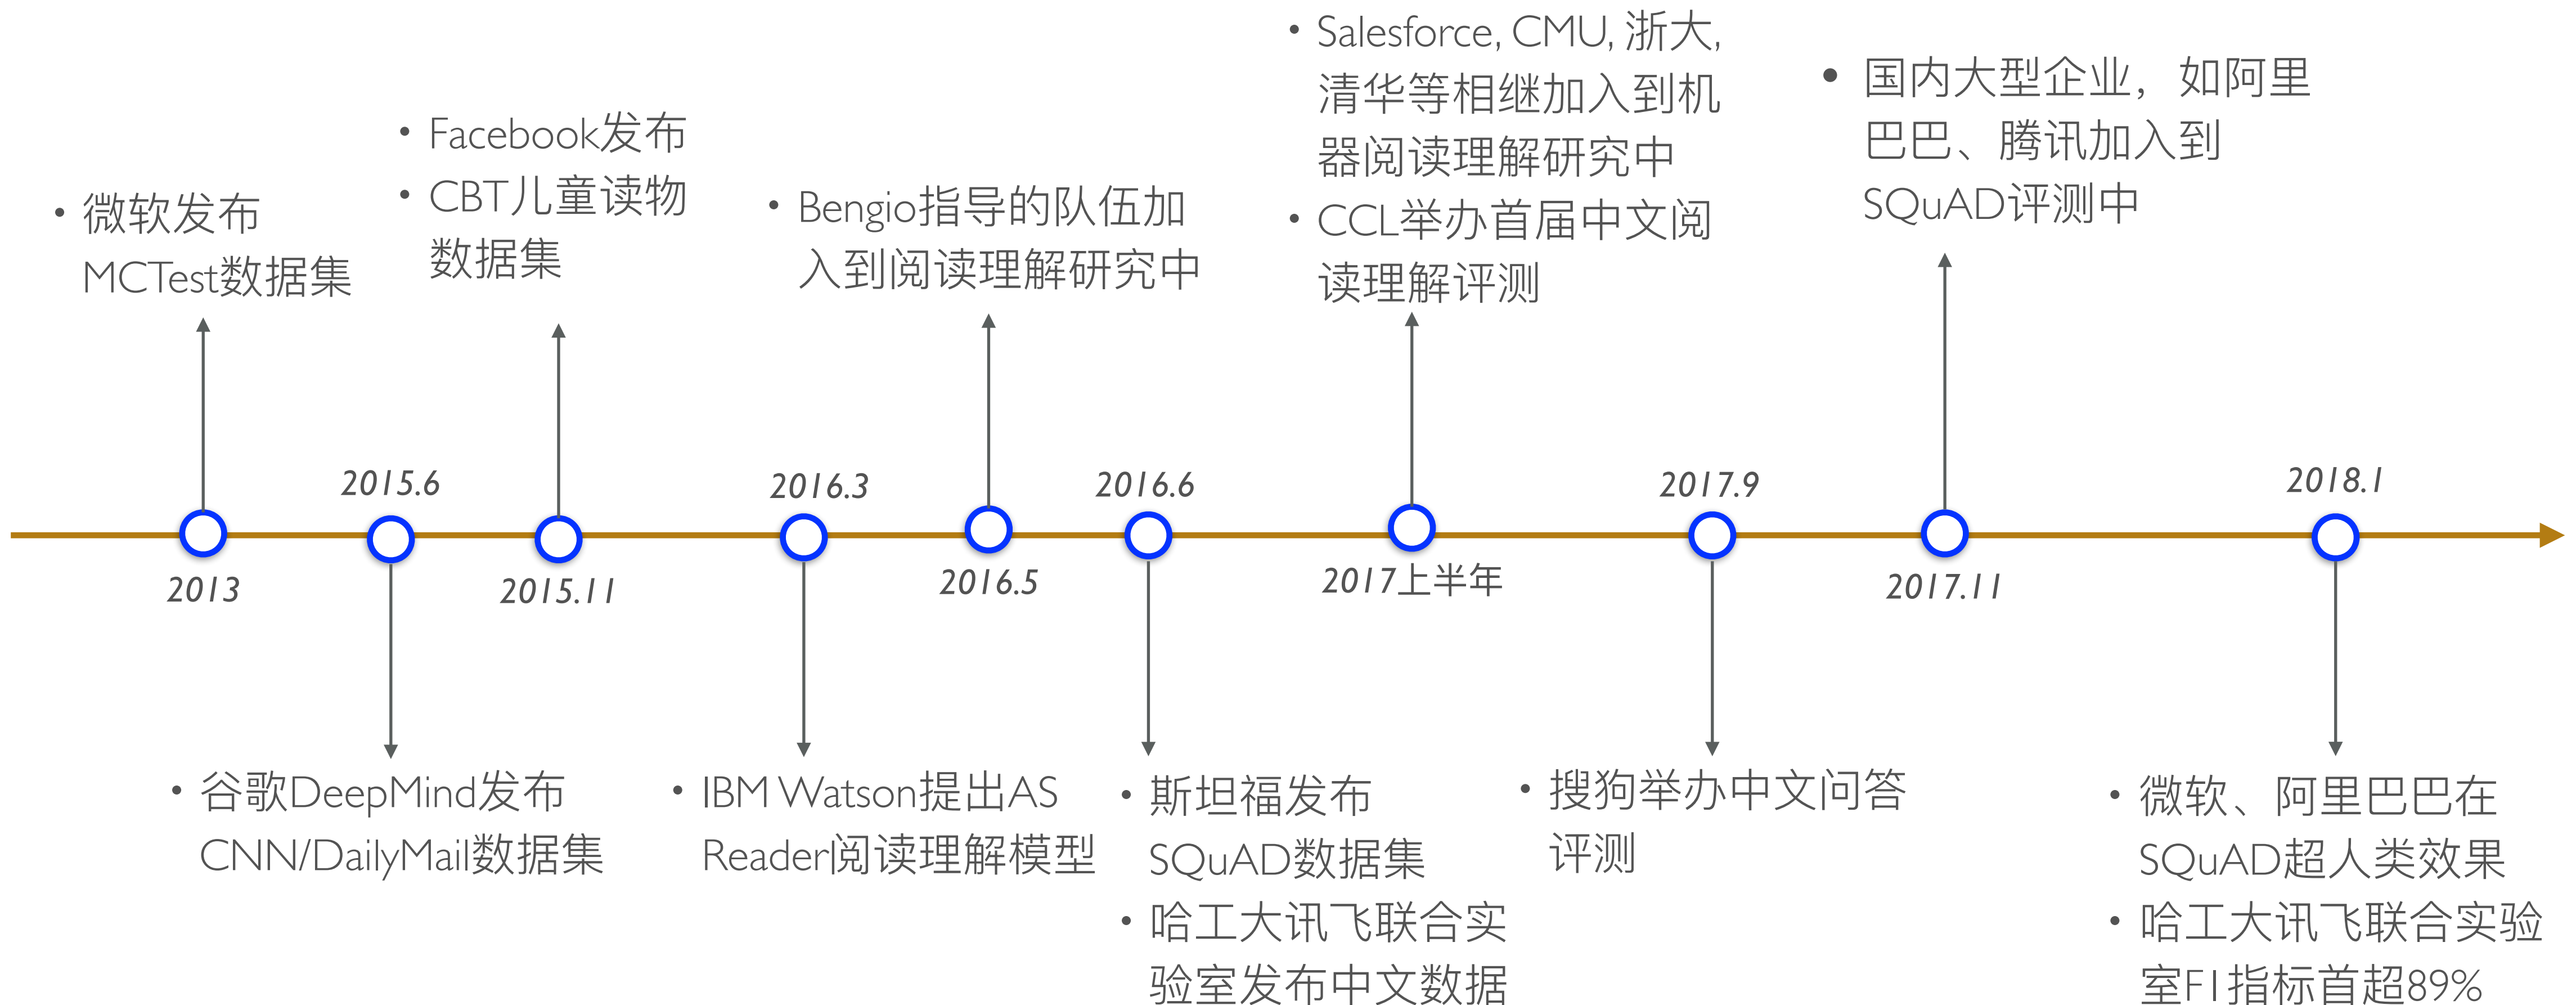 • 微软发布
MCTest数据集
2013
2015.6
• 谷歌DeepMind发布
CNN/DailyMail数据集
• Facebook发布
• CBT儿童读物
数据集
2015.11
2016.3
• IBM Watson提出AS
Reader阅读理解模型
• Bengio指导的队伍加
入到阅读理解研究中
2016.5
2016.6
• 斯坦福发布
SQuAD数据集
• 哈工大讯飞联合实
验室发布中文数据
• Salesforce, CMU, 浙大,
清华等相继加入到机
器阅读理解研究中
• CCL举办首届中文阅
读理解评测
2017上半年
2017.9
• 搜狗举办中文问答
评测
• 国内大型企业，如阿里
巴巴、腾讯加入到
SQuAD评测中
2017.11
2018.1
• 微软、阿里巴巴在
SQuAD超人类效果
• 哈工大讯飞联合实验
室F1指标首超89%